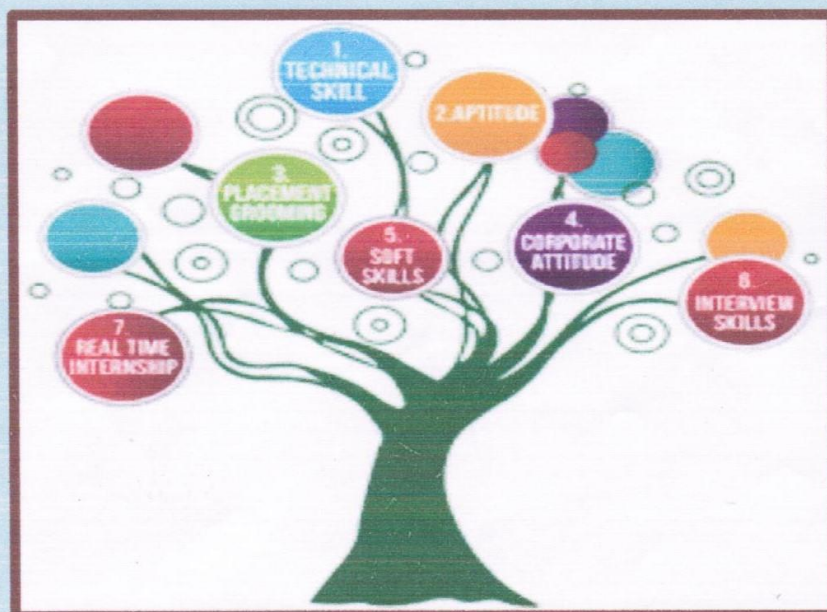 1.
TECHNICAL
SKILL
2.APTITUDE
3.
PLACEMENT
GROOMING
4.
CORPORATE
ATTITUDE
5.
SOFT
SKILLS
6.
INTERVIEW
SKILLS
7.
REAL TIME
INTERNSHIP